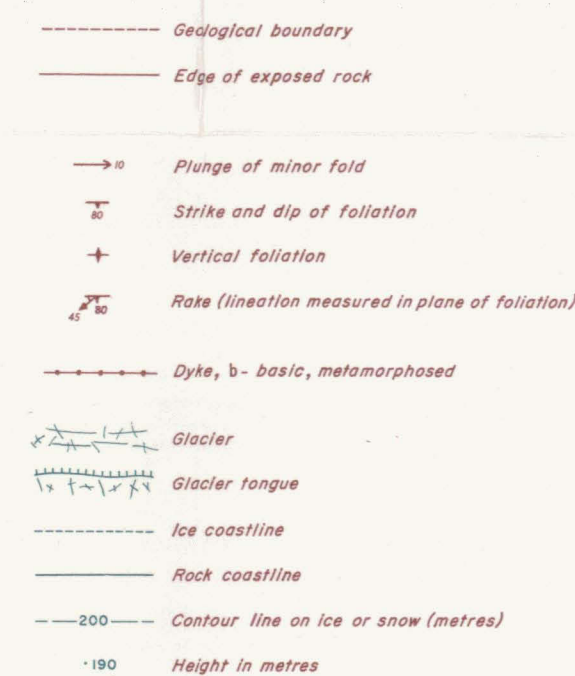 Geological boundary
Edge of exposed rock
10 Plunge of minor fold
80 Strike and dip of foliation
Vertical foliation
45 80 Rake (lineation measured in plane of foliation)
Dyke, b - basic, metamorphosed
Glacier
Glacier tongue
Ice coastline
Rock coastline
200 Contour line on ice or snow (metres)
·190 Height in metres